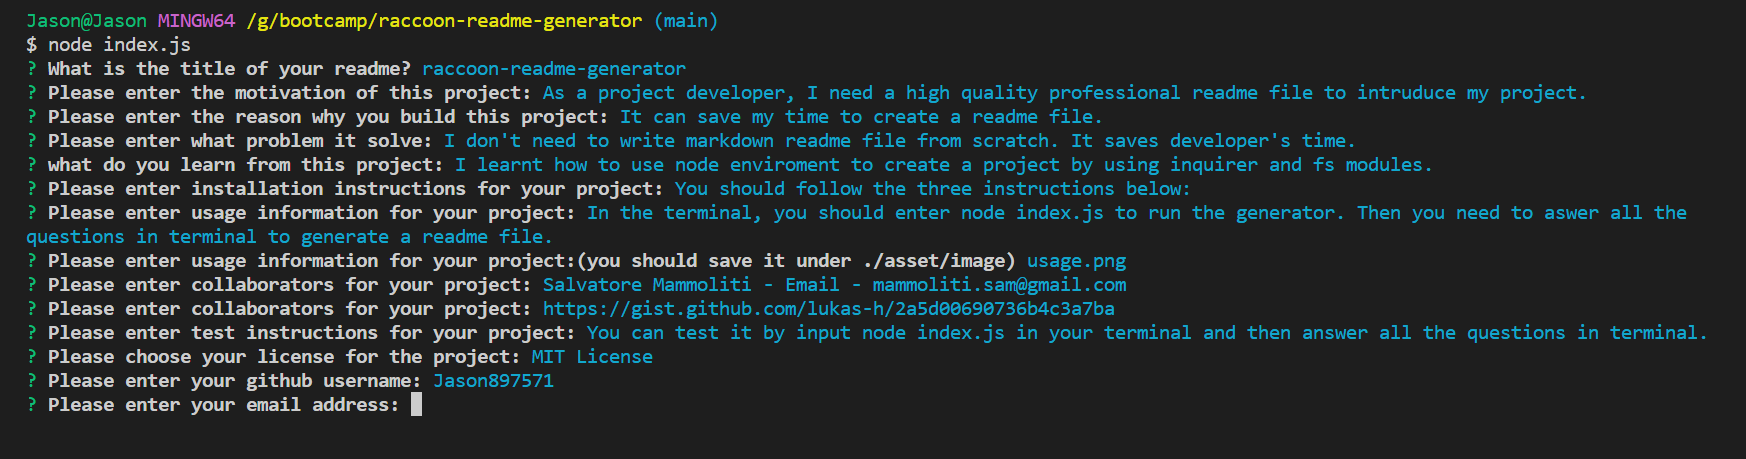 Jason@Jason MINGW64 /g/bootcamp/raccoon-readme-generator (main)
$ node index.js
? What is the title of your readme? raccoon-readme-generator
? Please enter the motivation of this project: As a project developer, I need a high quality professional readme file to intruduce my project.
? Please enter the reason why you build this project: It can save my time to create a readme file.
? Please enter what problem it solve: I don't need to write markdown readme file from scratch. It saves developer's time.
? what do you learn from this project: I learnt how to use node enviroment to create a project by using inquirer and fs modules.
? Please enter installation instructions for your project: You should follow the three instructions below:
? Please enter usage information for your project: In the terminal, you should enter node index.js to run the generator. Then you need to aswer all the
questions in terminal to generate a readme file.
? Please enter usage information for your project:(you should save it under ./asset/image) usage.png
? Please enter collaborators for your project: Salvatore Mammoliti - Email - mammoliti.sam@gmail.com
? Please enter collaborators for your project: https://gist.github.com/lukas-h/2a5d00690736b4c3a7ba
? Please enter test instructions for your project: You can test it by input node index.js in your terminal and then answer all the questions in terminal.
? Please choose your license for the project: MIT License
? Please enter your github username: Jason897571
? Please enter your email address: